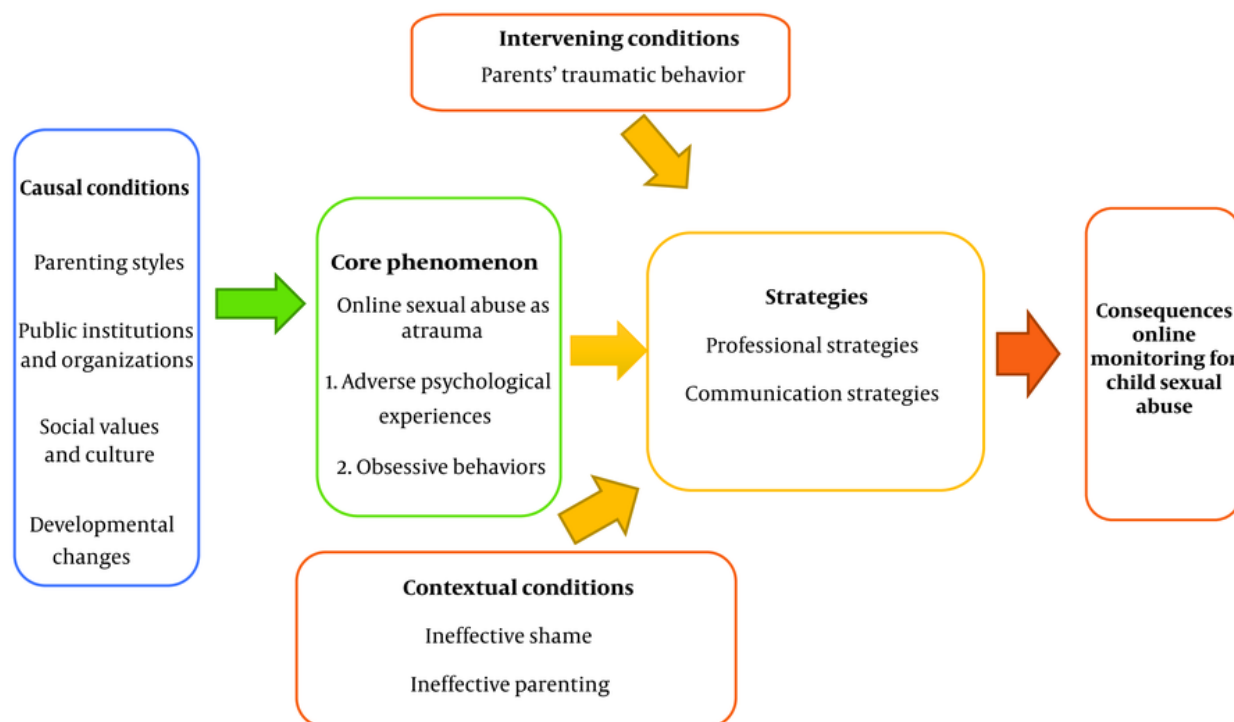 Intervening conditions
Parents' traumatic behavior
Causal conditions
Parenting styles
Public institutions
and organizations
Social values
and culture
Developmental
changes
Core phenomenon
Online sexual abuse as
atrauma
1. Adverse psychological
experiences
2. Obsessive behaviors
Strategies
Professional strategies
Communication strategies
Consequences
online
monitoring for
child sexual
abuse
Contextual conditions
Ineffective shame
Ineffective parenting